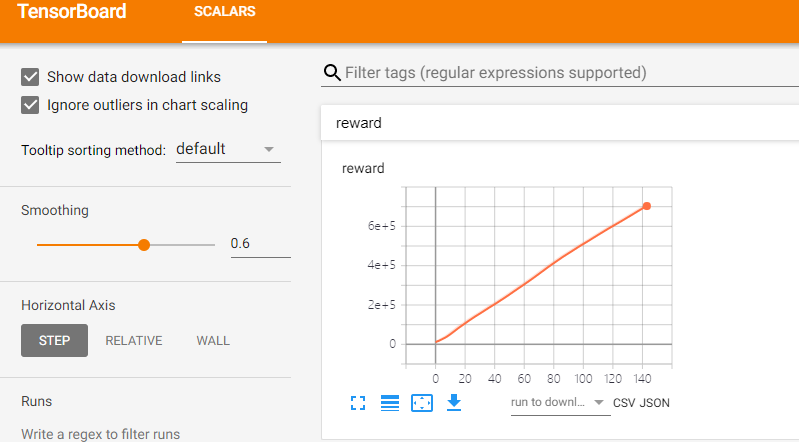 TensorBoard SCALARS
Show data download links
Ignore outliers in chart scaling
Tooltip sorting method: default
Smoothing
0.6
Horizontal Axis
STEP RELATIVE WALL
Runs
Write a regex to filter runs
Filter tags (regular expressions supported)
reward
reward
6e+5
4e+5
2e+5
0
0 20 40 60 80 100 120 140
run to downl... CSV JSON